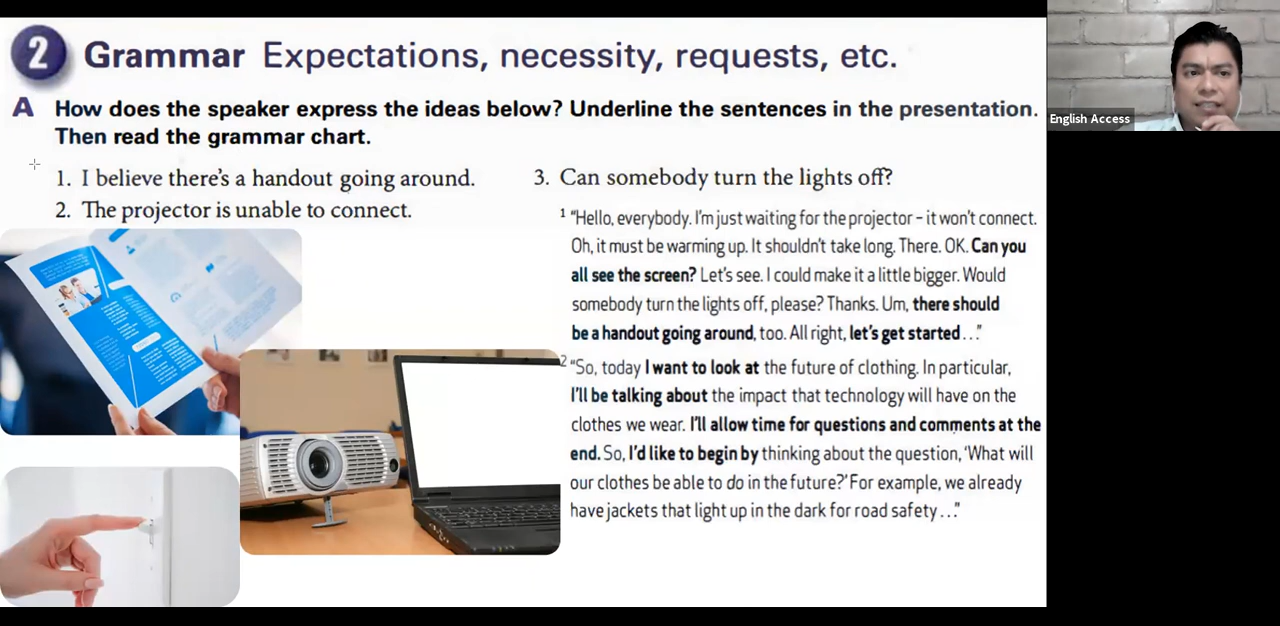 2 Grammar Expectations, necessity, requests, etc.
A How does the speaker express the ideas below? Underline the sentences in the presentation.
Then read the grammar chart.
1. I believe there's a handout going around.
2. The projector is unable to connect.
3. Can somebody turn the lights off?
1 "Hello, everybody. I'm just waiting for the projector – it won't connect.
Oh, it must be warming up. It shouldn't take long. There. OK. Can you
all see the screen? Let's see. I could make it a little bigger. Would
somebody turn the lights off, please? Thanks. Um, there should
be a handout going around, too. All right, let's get started . . ."
2 "So, today I want to look at the future of clothing. In particular,
I'll be talking about the impact that technology will have on the
clothes we wear. I'll allow time for questions and comments at the
end. So, I'd like to begin by thinking about the question, 'What will
our clothes be able to do in the future?' For example, we already
have jackets that light up in the dark for road safety . . ."
English Access